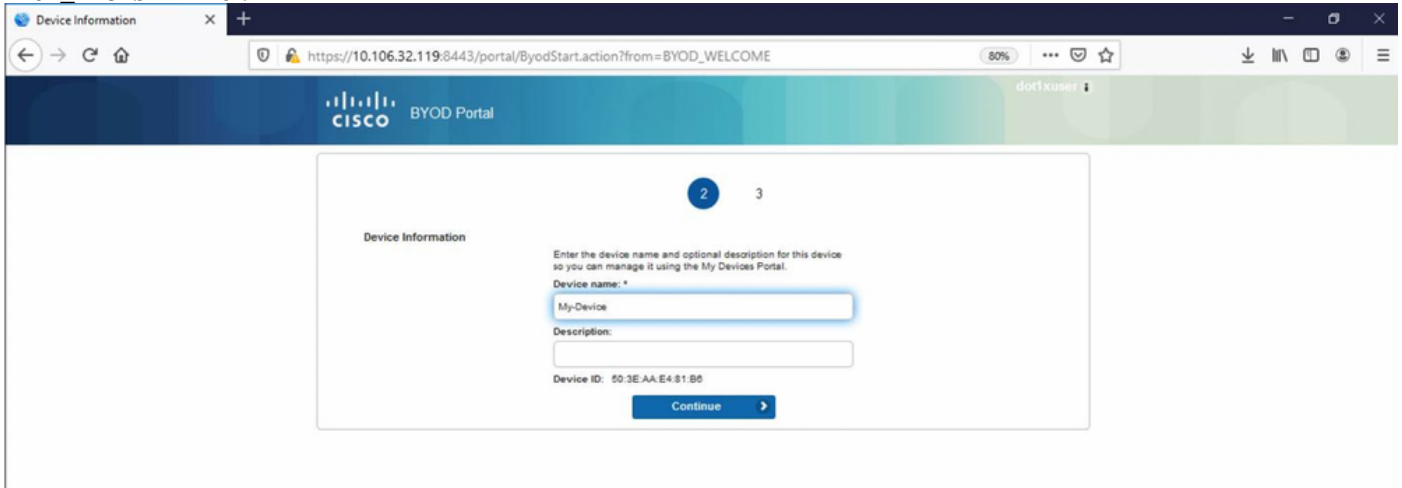 Device Information
https://10.106.32.119:8443/portal/ByodStart.action?from=BYOD_WELCOME
80%
CISCO BYOD Portal
dot1xuser
2 3
Device Information
Enter the device name and optional description for this device
so you can manage it using the My Devices Portal.
Device name: *
My-Device
Description:
Device ID: 50:3E:AA:E4:81:B6
Continue